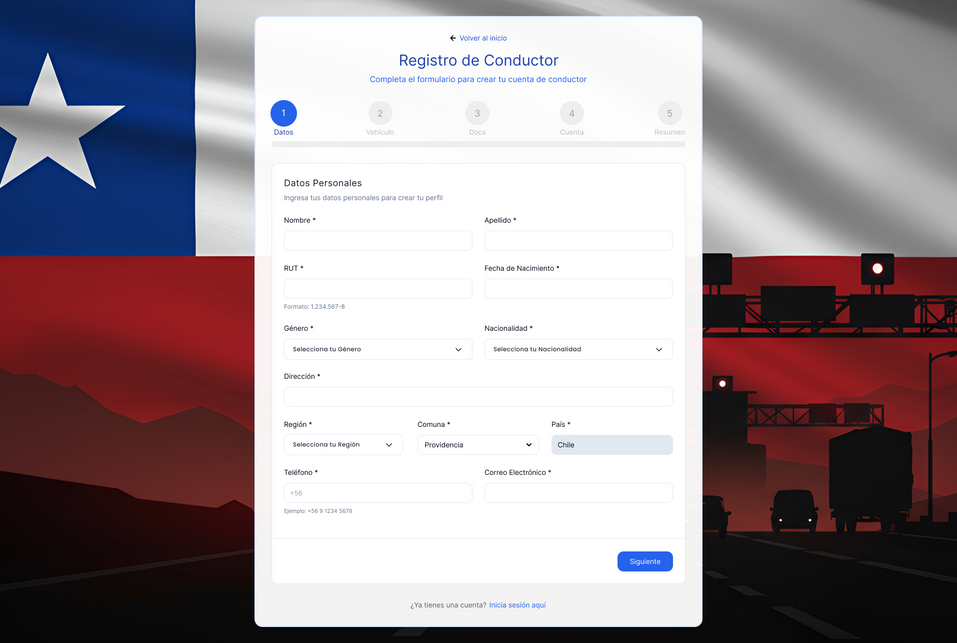 Volver al inicio
Registro de Conductor
Completa el formulario para crear tu cuenta de conductor
1 2 3 4 5
Datos Vehículo Docs Cuenta Resumen
Datos Personales
Ingresa tus datos personales para crear tu perfil
Nombre * Apellido *
RUT * Fecha de Nacimiento *
Formato: 1.234.567-8
Género * Nacionalidad *
Selecciona tu Género Selecciona tu Nacionalidad
Dirección *
Región * Comuna * País *
Selecciona tu Región Providencia Chile
Teléfono * Correo Electrónico *
+56
Ejemplo: +56 9 1234 5678
Siguiente
¿Ya tienes una cuenta? Inicia sesión aquí